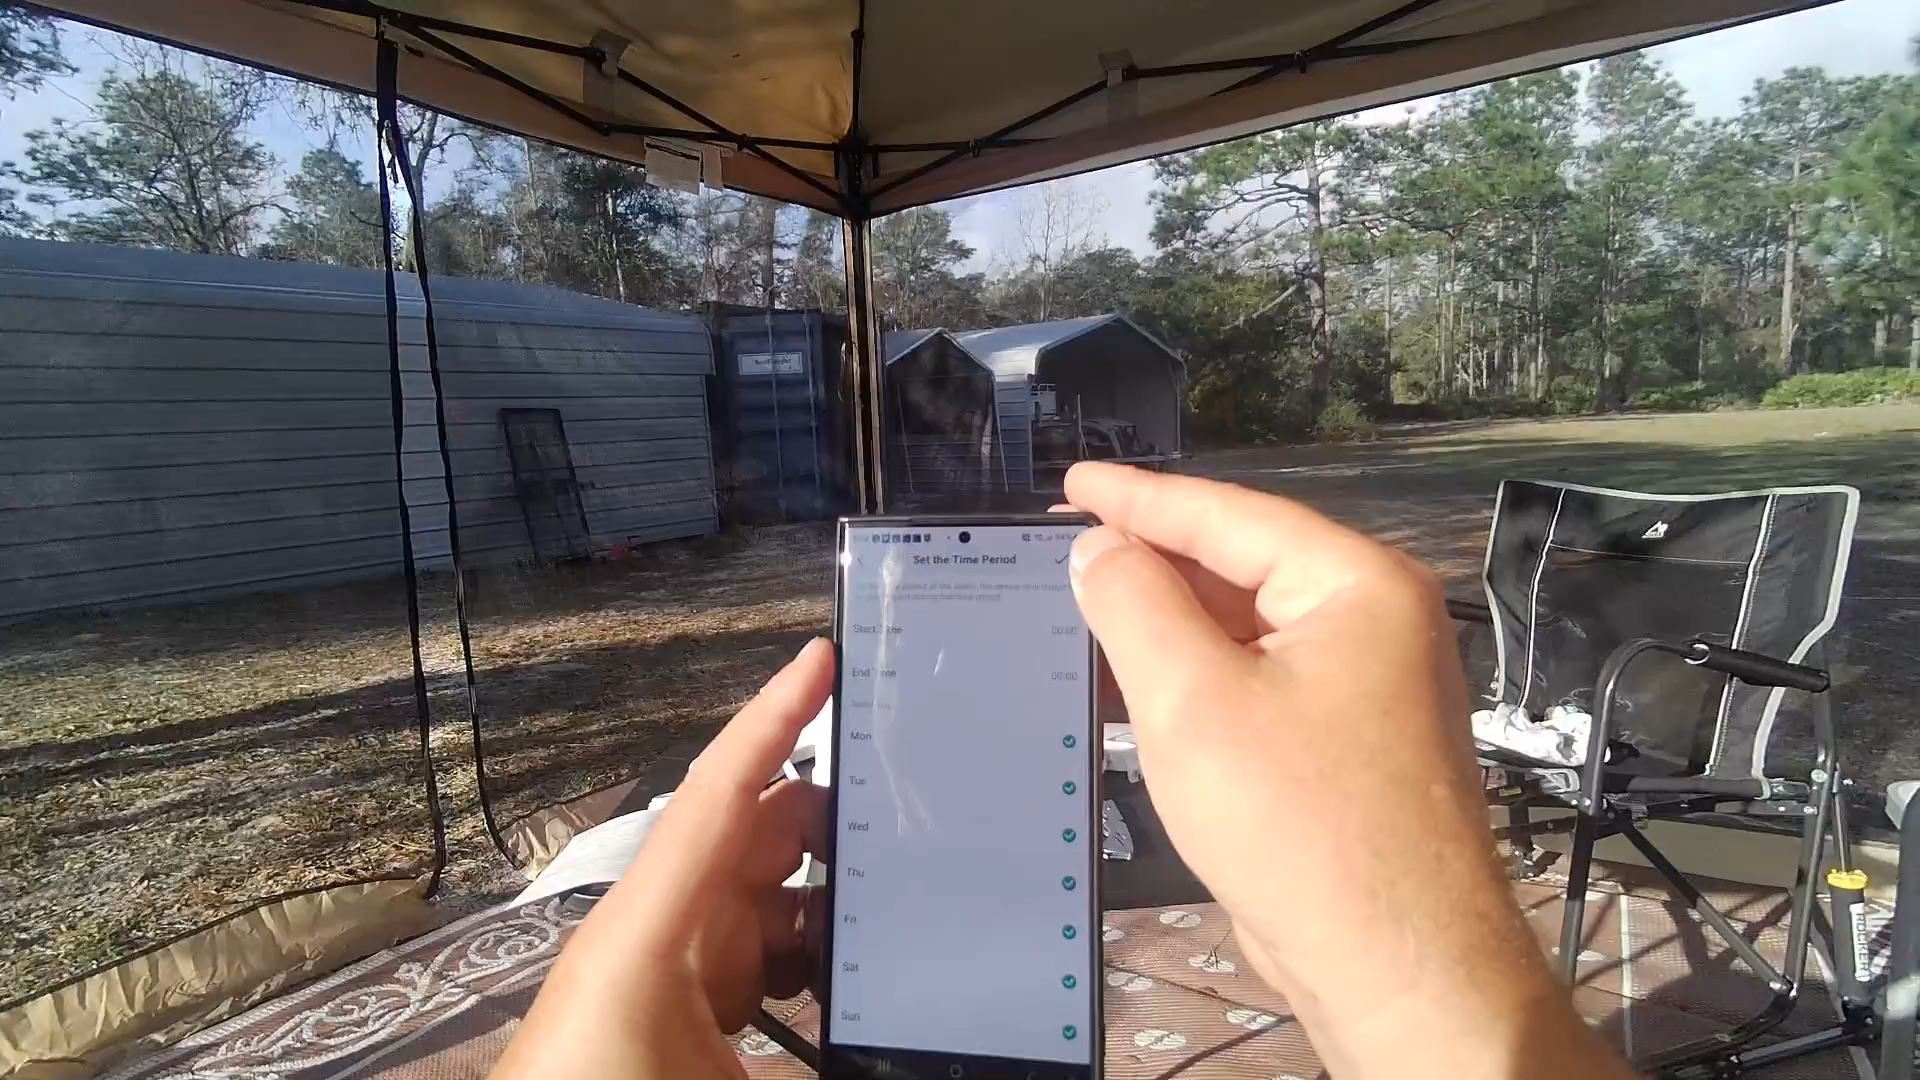 Set the Time Period
Start Time
00:00
End Time
00:00
Mon
Tue
Wed
Thu
Fri
Sat
Sun
ROCKER